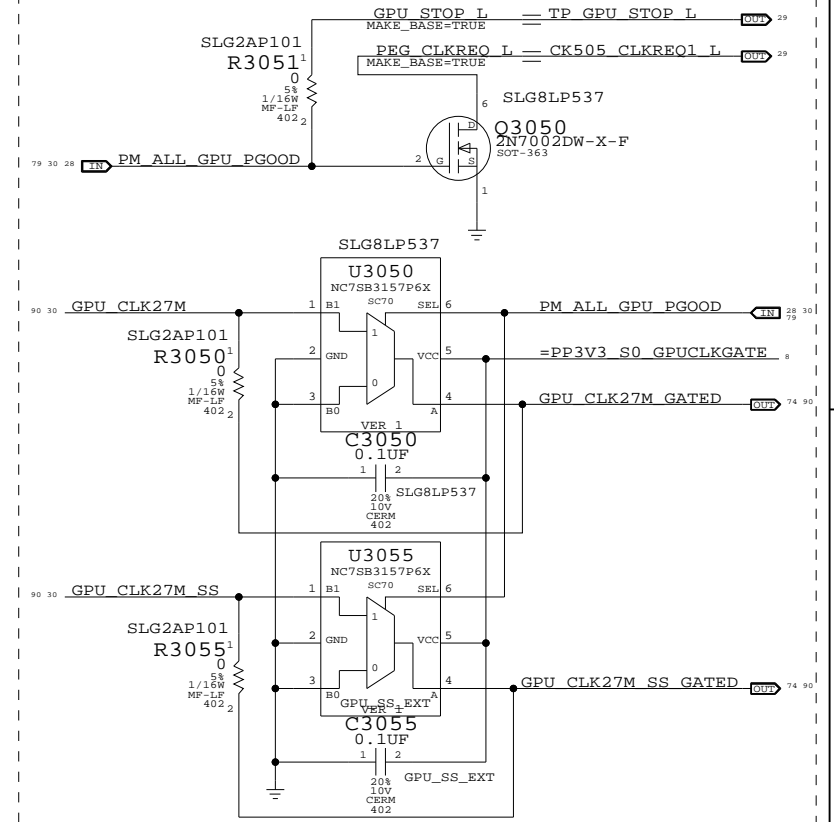 GPU_STOP_L TP_GPU_STOP_L OUT 29
MAKE_BASE=TRUE
PEG_CLKREQ_L CK505_CLKREQ1_L OUT 29
MAKE_BASE=TRUE
SLG2AP101
R3051 1
0
5%
1/16W
MF-LF
402 2
6 SLG8LP537
D
Q3050
2N7002DW-X-F
SOT-363
79 30 28 IN PM_ALL_GPU_PGOOD 2 G S
1
SLG8LP537
U3050
NC7SB3157P6X
SC70
90 30 GPU_CLK27M 1 B1 SEL 6 PM_ALL_GPU_PGOOD IN 28 30
79
1
SLG2AP101
R3050 1
0
5%
1/16W
MF-LF
402 2
2 GND VCC 5 =PP3V3_S0_GPUCLKGATE 8
0
3 B0 A 4 GPU_CLK27M_GATED OUT 74 90
VER 1
C3050
0.1UF
1 2
SLG8LP537
20%
10V
CERM
402
U3055
NC7SB3157P6X
SC70
90 30 GPU_CLK27M_SS 1 B1 SEL 6
1
SLG2AP101
R3055 1
0
5%
1/16W
MF-LF
402 2
2 GND VCC 5
0
3 B0 A 4 GPU_CLK27M_SS_GATED OUT 74 90
GPU_SS_EXT
VER 1
C3055
0.1UF
1 2
GPU_SS_EXT
20%
10V
CERM
402